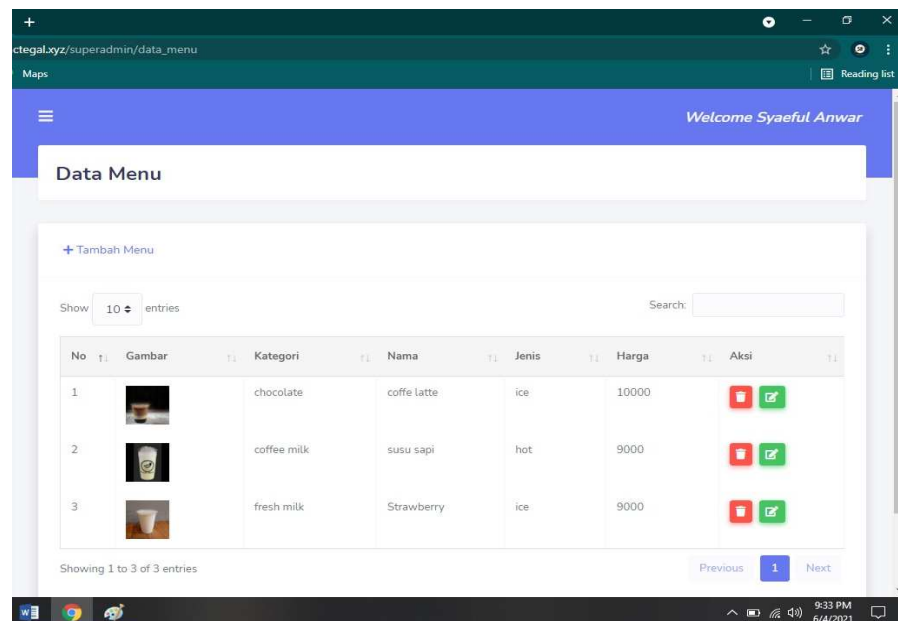 ctegal.xyz/superadmin/data_menu
Maps
Reading list
Welcome Syaeful Anwar
Data Menu
+ Tambah Menu
Show 10 entries
Search:
No Gambar Kategori Nama Jenis Harga Aksi
1 chocolate coffe latte ice 10000
2 coffee milk susu sapi hot 9000
3 fresh milk Strawberry ice 9000
Showing 1 to 3 of 3 entries
Previous 1 Next
9:33 PM
6/4/2021